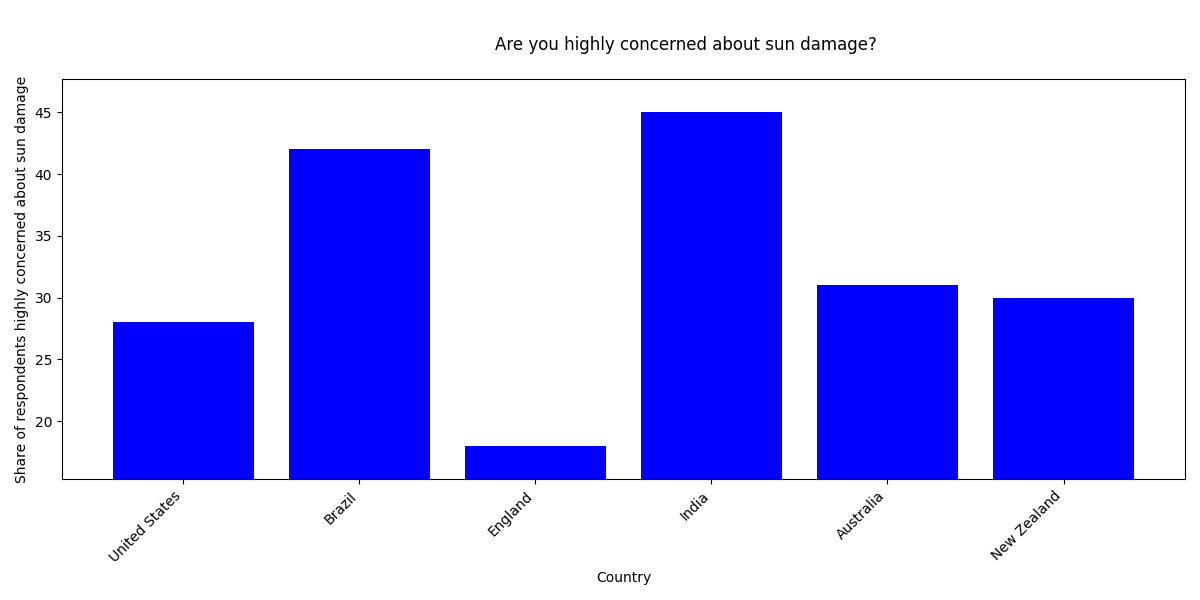 Are you highly concerned about sun damage?
Share of respondents highly concerned about sun damage
45
40
35
30
25
20
United States
Brazil
England
India
Australia
New Zealand
Country